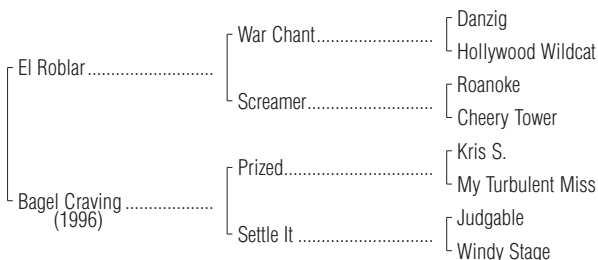 Danzig
War Chant
Hollywood Wildcat
El Roblar
Roanoke
Screamer
Cheery Tower
Kris S.
Prized
My Turbulent Miss
Bagel Craving
(1996)
Judgable
Settle It
Windy Stage